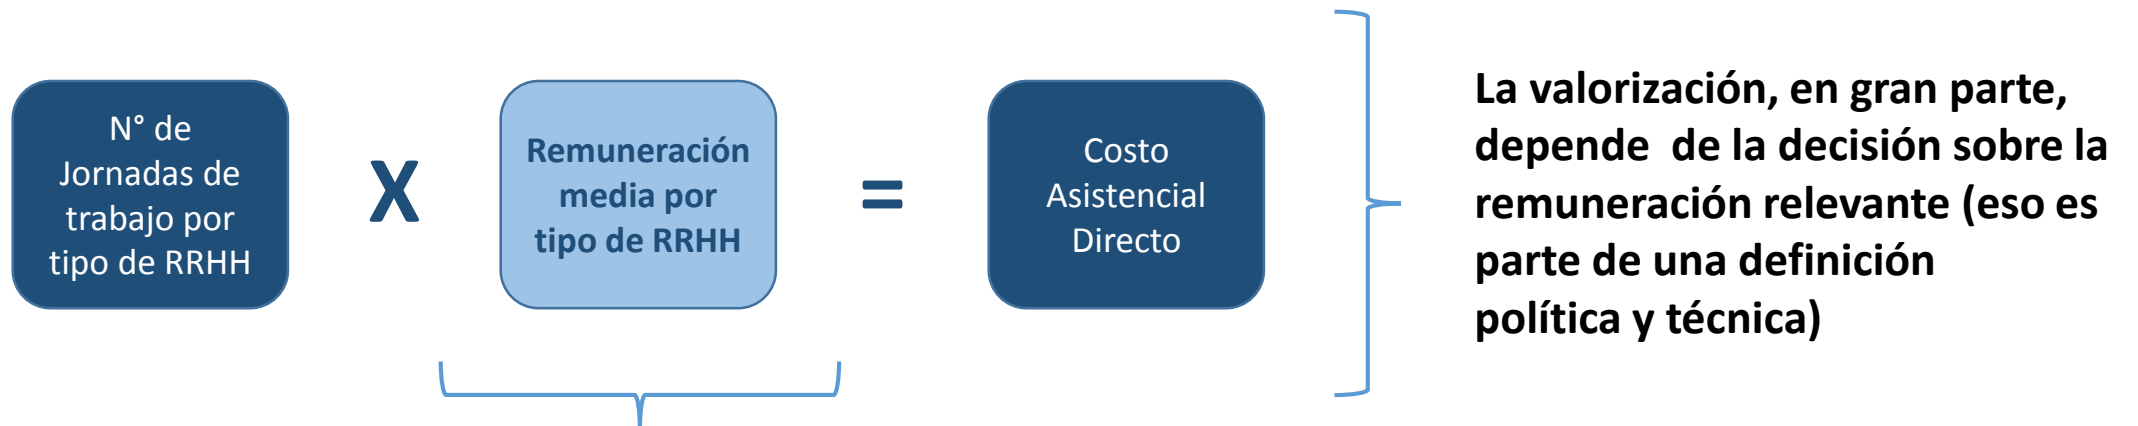 N° de
Jornadas de
trabajo por
tipo de RRHH
X
Remuneración
media por
tipo de RRHH
=
Costo
Asistencial
Directo
La valorización, en gran parte,
depende  de la decisión sobre la
remuneración relevante (eso es
parte de una definición
política y técnica)